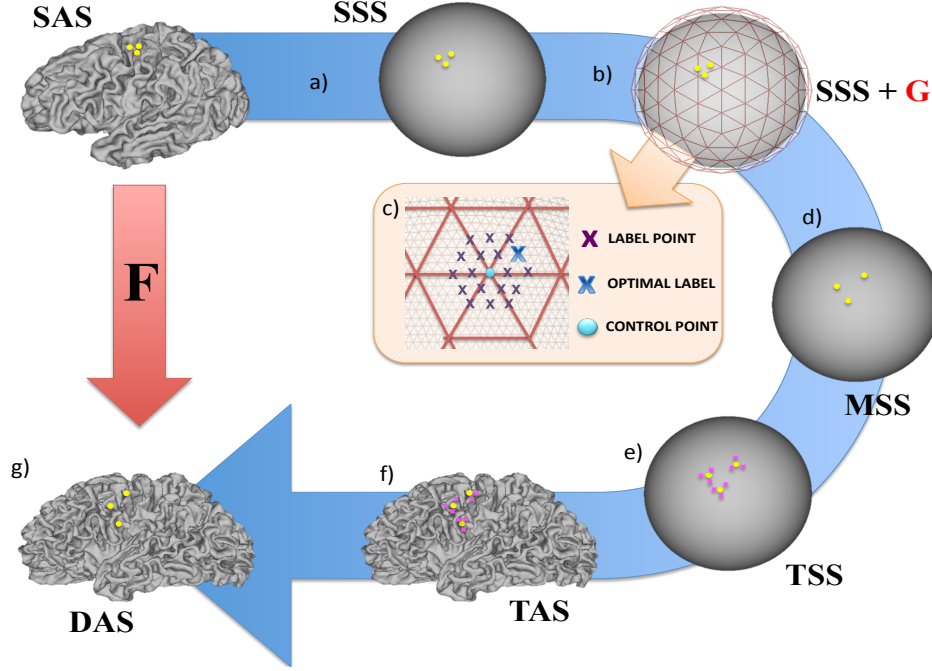 SAS
SSS
a)
b)
SSS + G
c)
X LABEL POINT
X OPTIMAL LABEL
CONTROL POINT
d)
F
MSS
e)
TSS
f)
TAS
g)
DAS